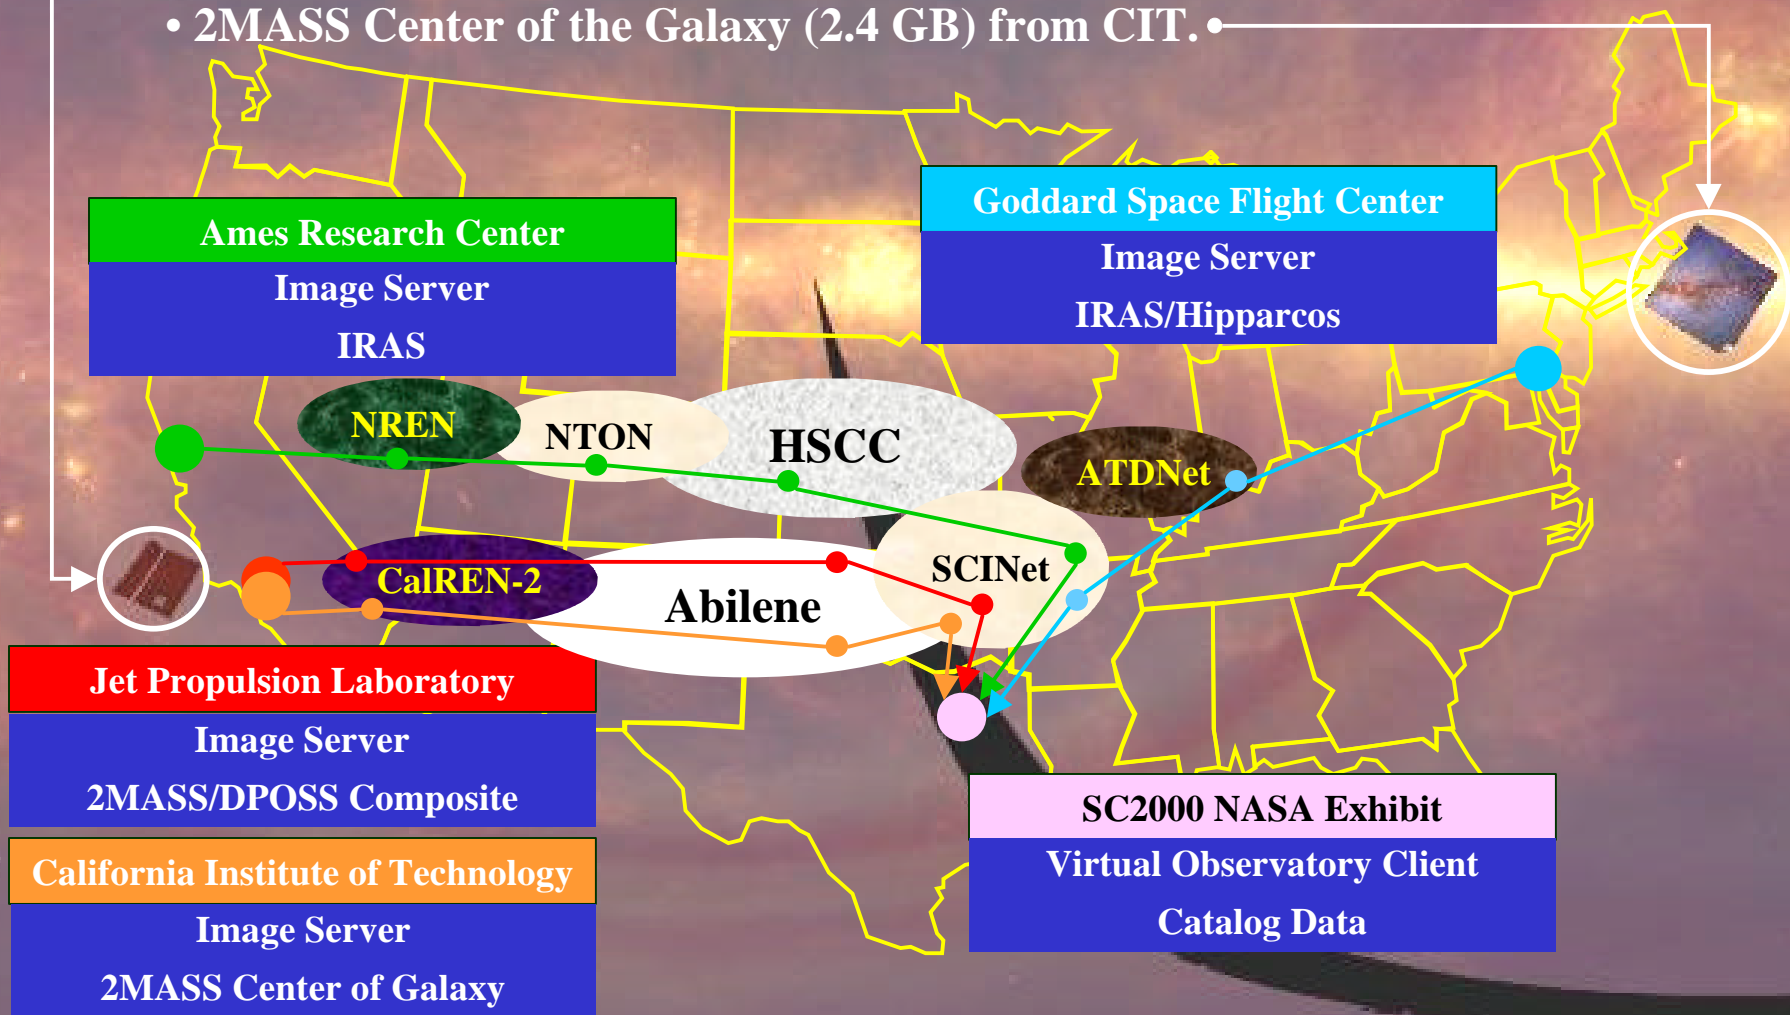 • 2MASS Center of the Galaxy (2.4 GB) from CIT. •
Ames Research Center
Image Server
IRAS
Goddard Space Flight Center
Image Server
IRAS/Hipparcos
NREN
NTON
HSCC
ATDNet
CalREN-2
Abilene
SCINet
Jet Propulsion Laboratory
Image Server
2MASS/DPOSS Composite
California Institute of Technology
Image Server
2MASS Center of Galaxy
SC2000 NASA Exhibit
Virtual Observatory Client
Catalog Data